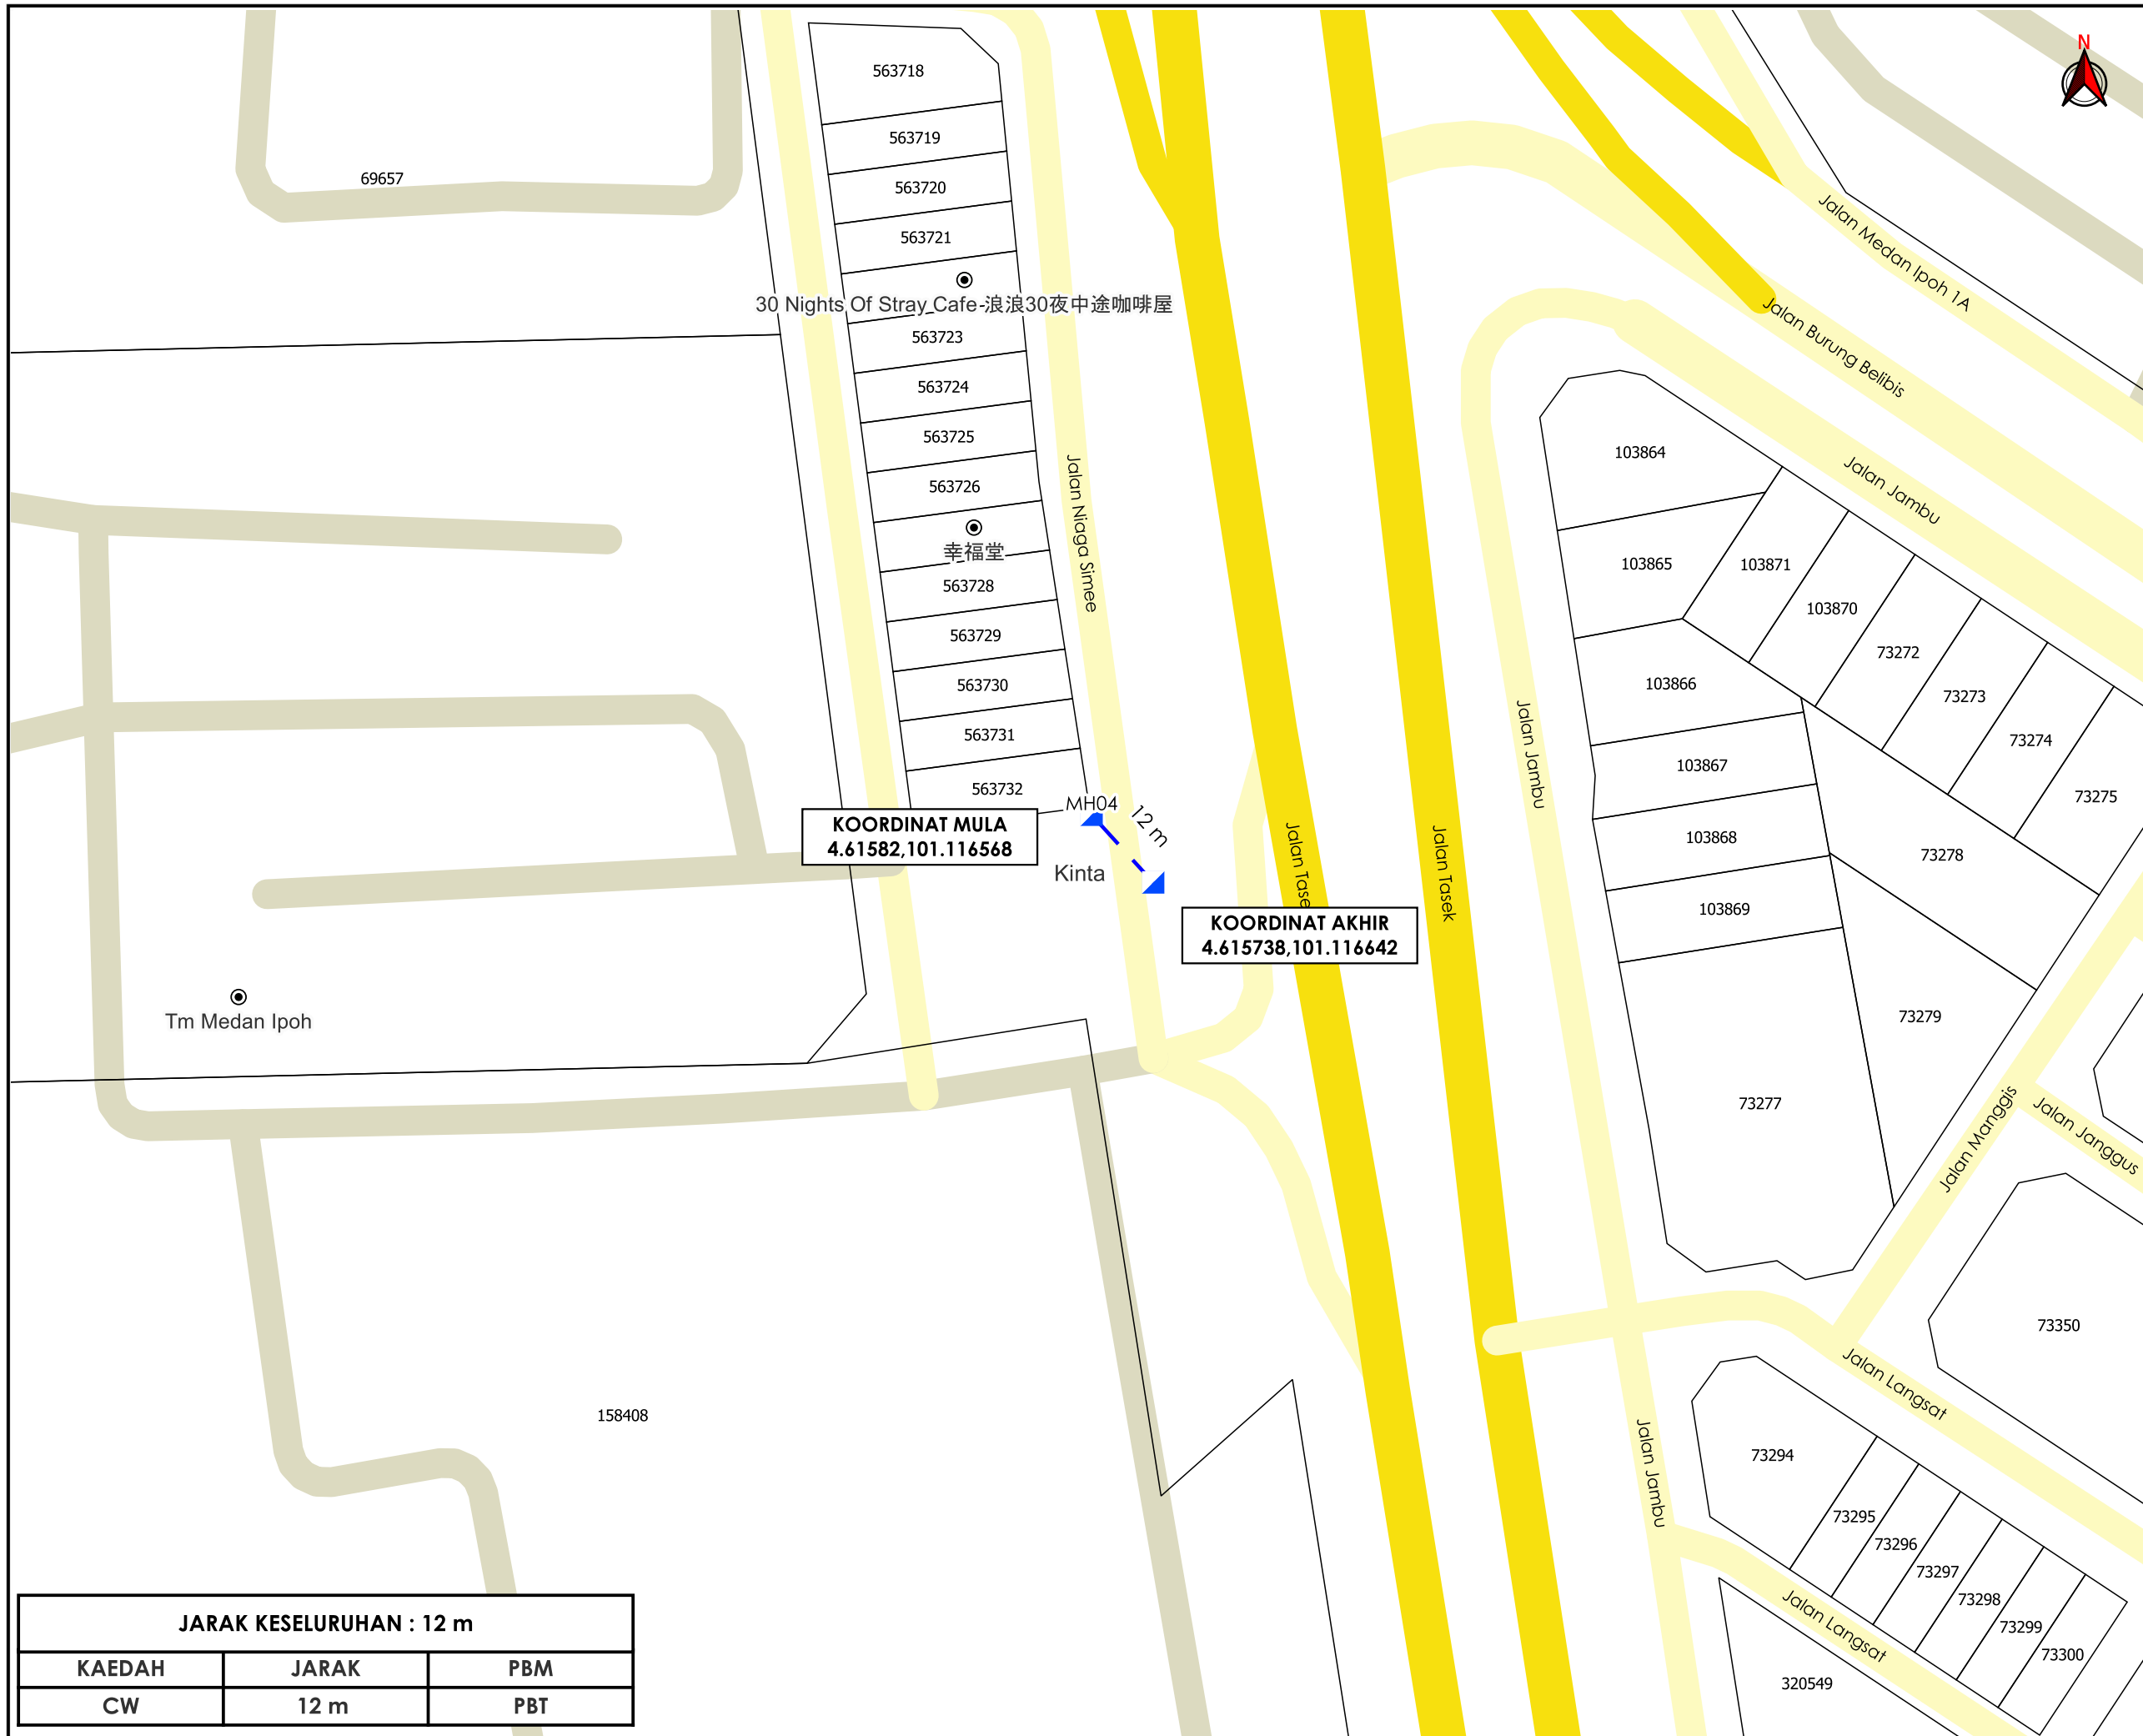 N
563718
563719
69657
563720
563721
Jalan Medan Ipoh 1A
30 Nights Of Stray Cafe-浪浪30夜中途咖啡屋
Jalan Burung Belibis
563723
563724
563725
103864
563726
Jalan Jambu
Jalan Niaga Simee
幸福堂
103865
103871
563728
103870
563729
73272
563730
103866
73273
563731
73274
Jalan Jambu
103867
563732
73275
MH04
12 m
KOORDINAT MULA
4.61582,101.116568
103868
73278
Kinta
Jalan Tase
Jalan Tasek
103869
KOORDINAT AKHIR
4.615738,101.116642
Tm Medan Ipoh
73279
73277
Jalan Manggis
Jalan Janggus
73350
Jalan Langsat
158408
73294
Jalan Jambu
73295
73296
73297
73298
73299
73300
Jalan Langsat
320549
JARAK KESELURUHAN : 12 m
KAEDAH JARAK PBM
CW 12 m PBT